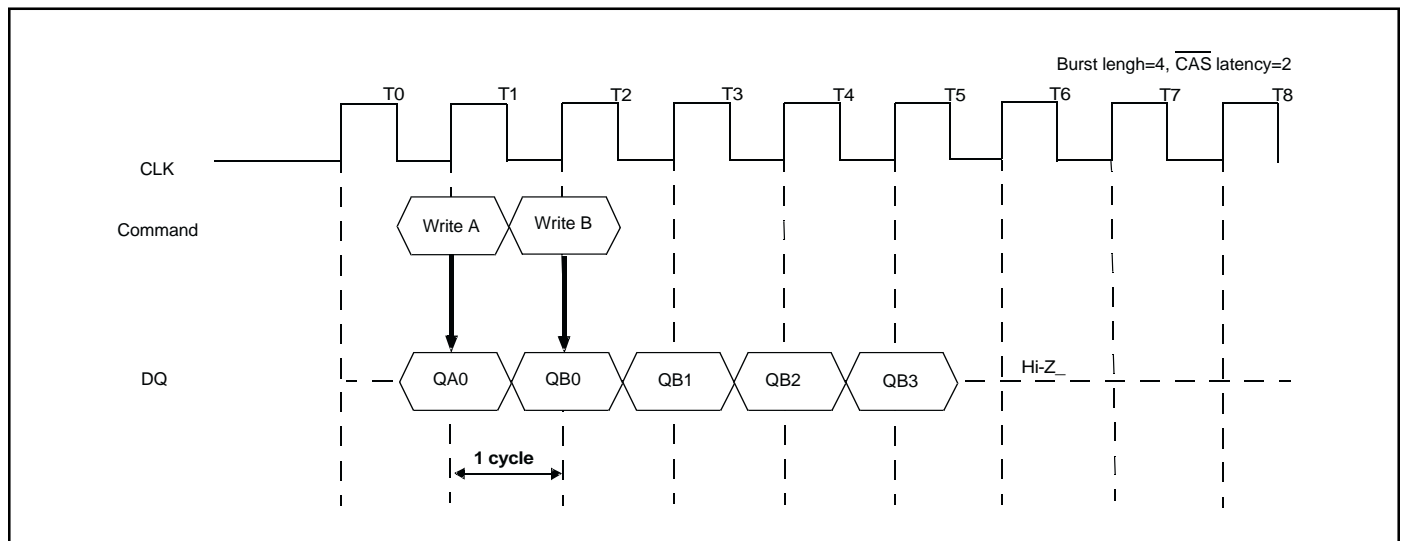 Burst lengh=4, CAS latency=2
T0 T1 T2 T3 T4 T5 T6 T7 T8
CLK
Command
Write A Write B
DQ
QA0 QB0 QB1 QB2 QB3 Hi-Z_
1 cycle